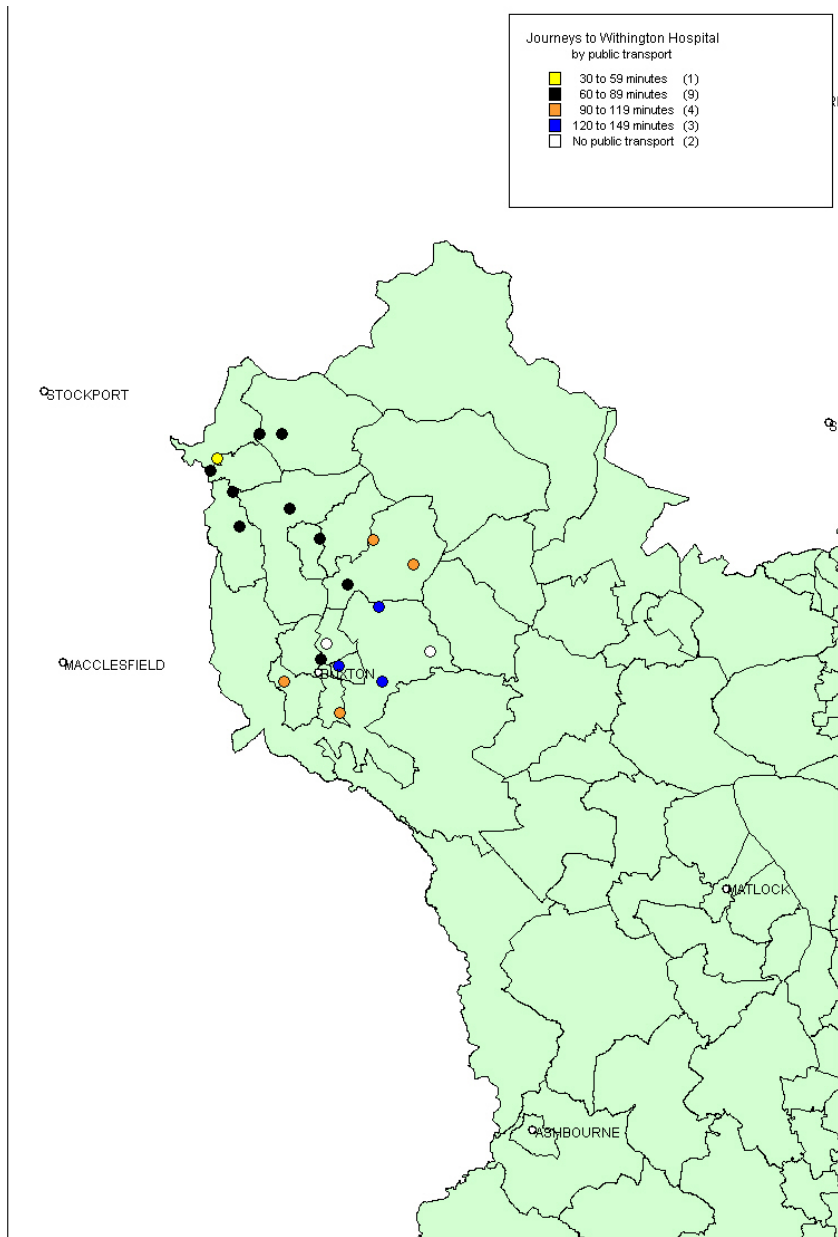 Journeys to Withington Hospital
by public transport
30 to 59 minutes (1)
60 to 89 minutes (9)
90 to 119 minutes (4)
120 to 149 minutes (3)
No public transport (2)
STOCKPORT
MACCLESFIELD
BUXTON
MATLOCK
ASHBOURNE